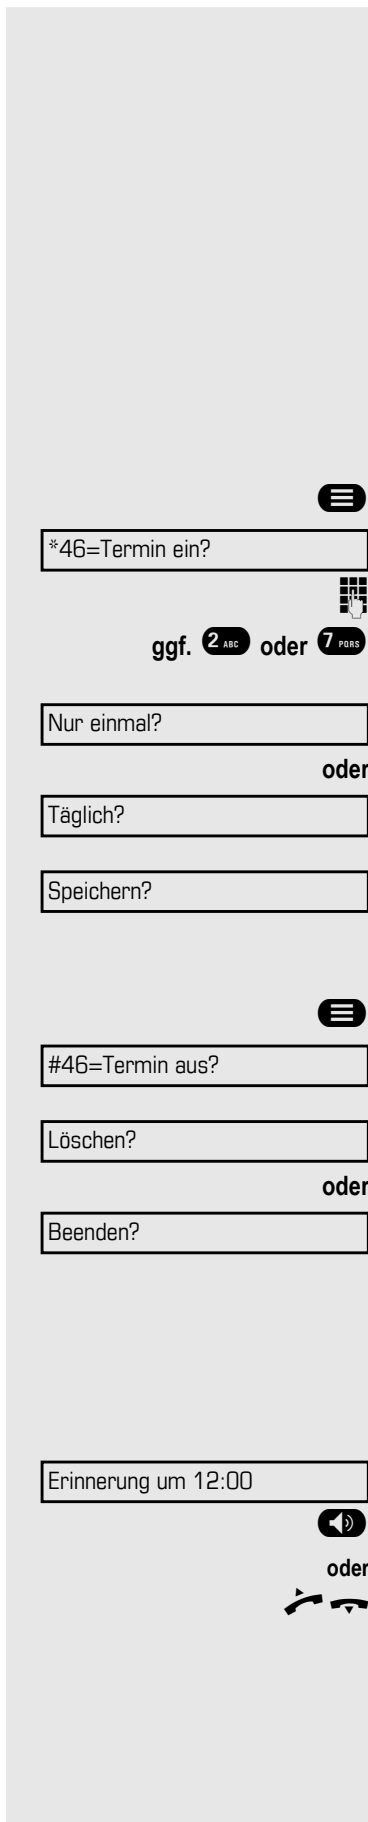 *46=Termin ein?
ggf. 2 ABC oder 7 PQRS
Nur einmal?
oder
Täglich?
Speichern?
#46=Termin aus?
Löschen?
oder
Beenden?
Erinnerung um 12:00
oder